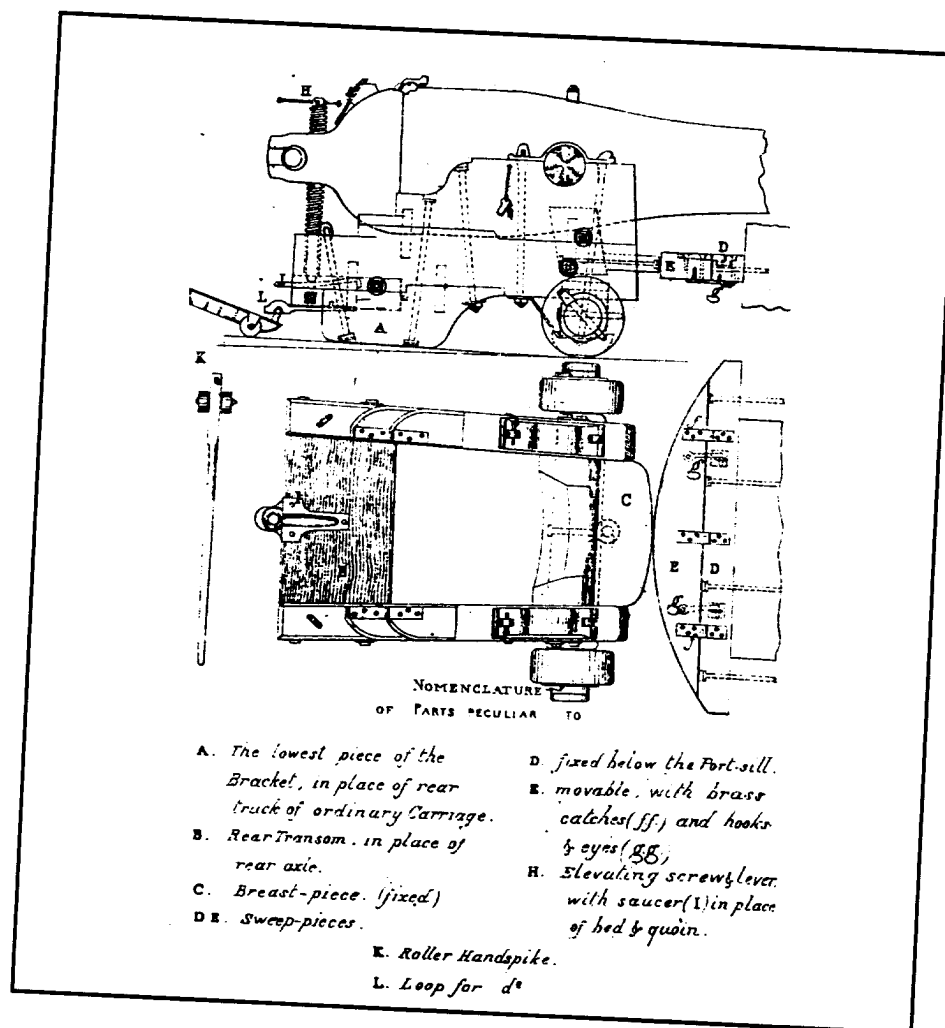 H
D
E
I
L
A
K
C
B
E
D
NOMENCLATURE
OF PARTS PECULIAR TO
A. The lowest piece of the
Bracket, in place of rear
truck of ordinary Carriage.
B. Rear Transom. in place of
rear axle.
C. Breast-piece. (fixed)
D E. Sweep-pieces.
D. fixed below the Port-sill.
E. movable. with brass
catches (ff.) and hooks
& eyes (gg)
H. Elevating screw & lever
with saucer (I) in place
of bed & quoin.
K. Roller Handspike.
L. Loop for dº